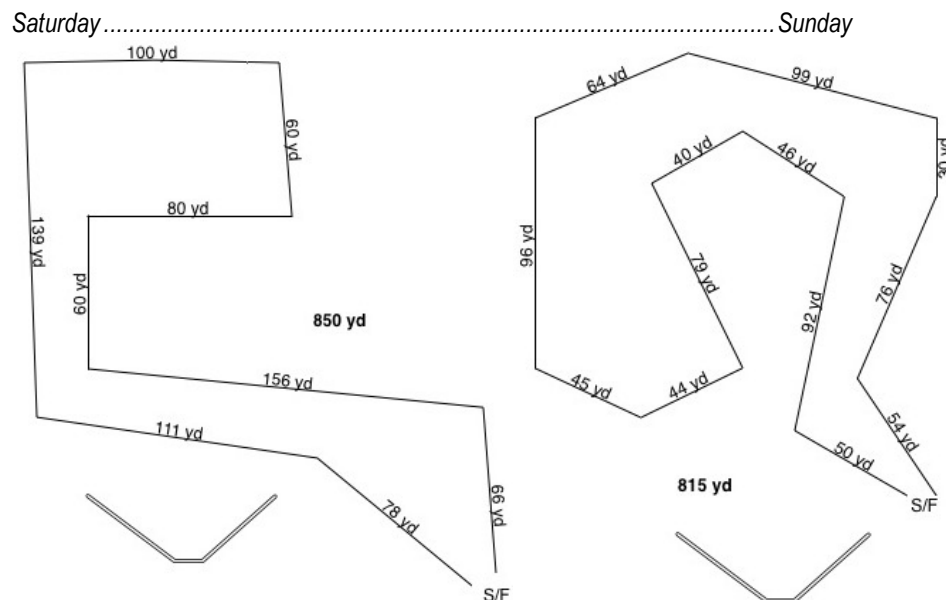 Saturday........................................................................................Sunday
100 yd
60 yd
80 yd
139 yd
60 yd
850 yd
156 yd
111 yd
66 yd
78 yd
S/F
64 yd
99 yd
30 yd
40 yd
46 yd
96 yd
79 yd
76 yd
92 yd
45 yd
44 yd
54 yd
50 yd
815 yd
S/F